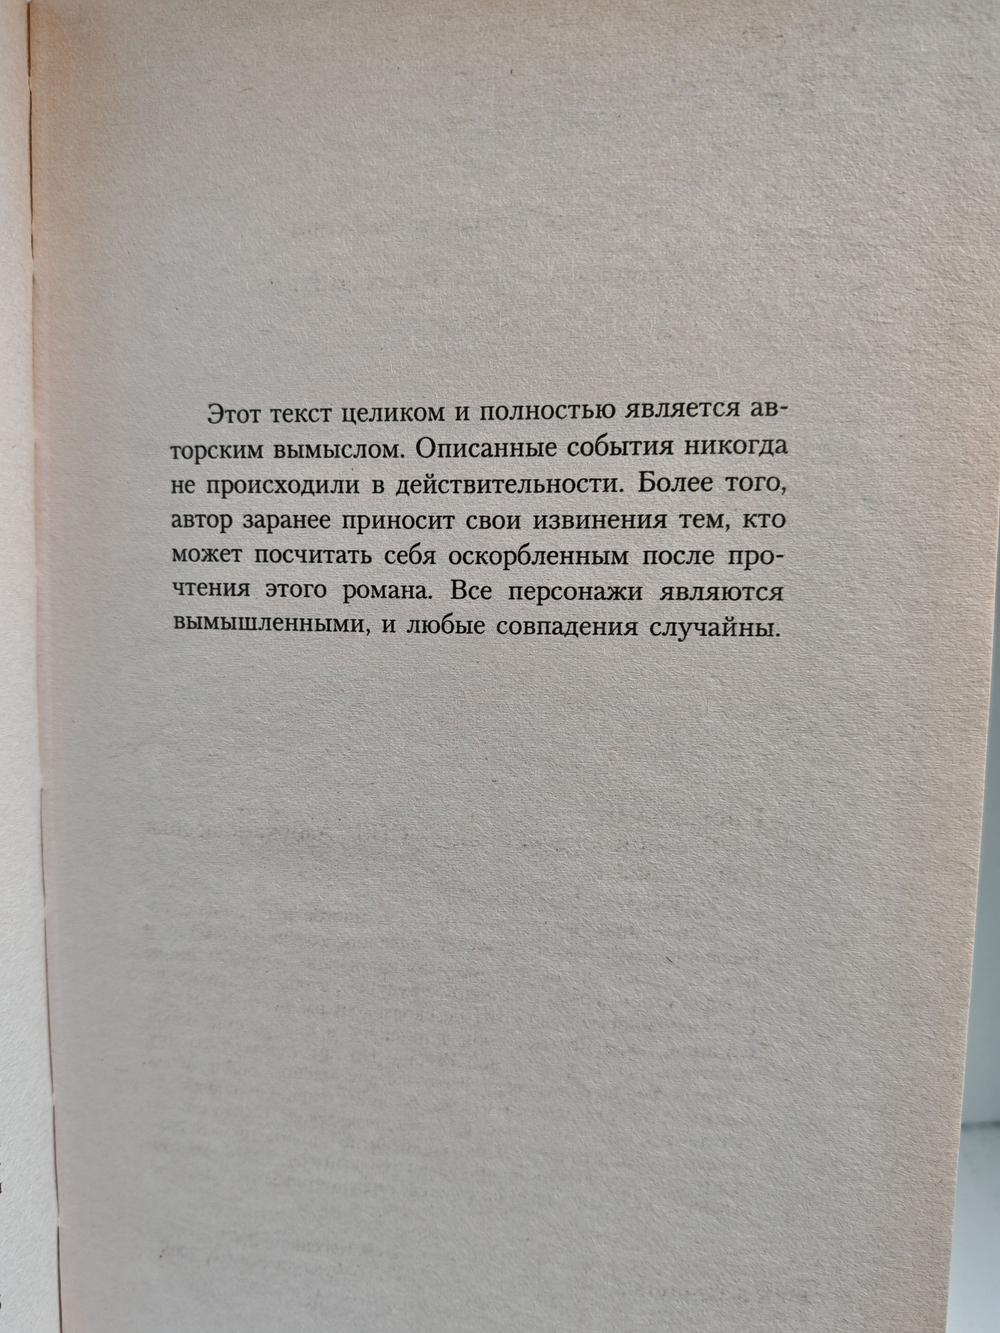 Этот текст целиком и полностью является ав-
торским вымыслом. Описанные события никогда
не происходили в действительности. Более того,
автор заранее приносит свои извинения тем, кто
может посчитать себя оскорбленным после про-
чтения этого романа. Все персонажи являются
вымышленными, и любые совпадения случайны.